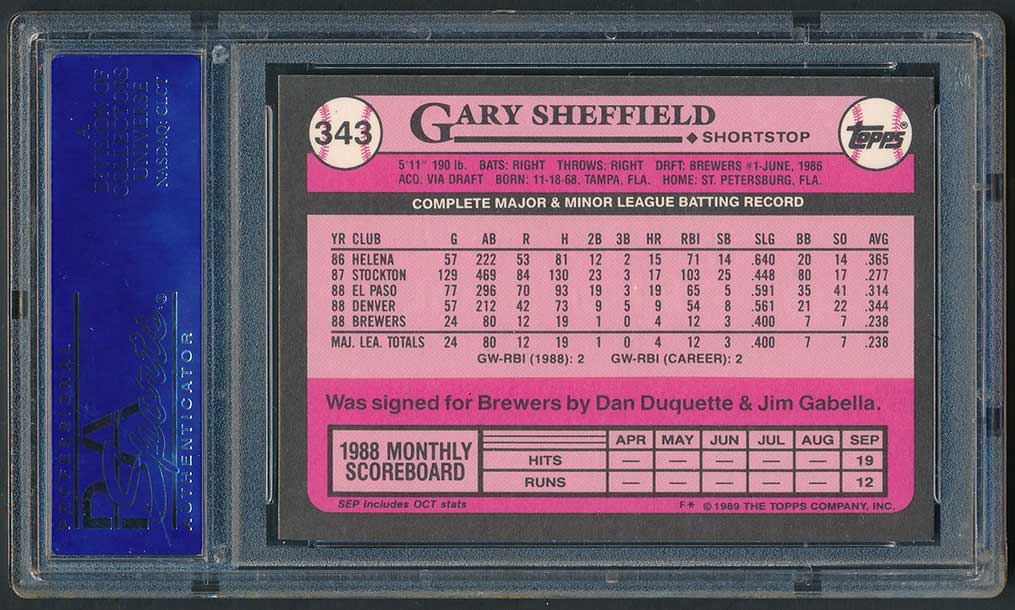 A
DIVISION OF
COLLECTORS
UNIVERSE
NASDAQ: CLCT
PROFESSIONAL
PSA
Sports
AUTHENTICATOR
343 GARY SHEFFIELD
◆ SHORTSTOP
Topps®
5'11" 190 lb. BATS: RIGHT THROWS: RIGHT DRFT: BREWERS #1-JUNE, 1986
ACQ: VIA DRAFT BORN: 11-18-68, TAMPA, FLA. HOME: ST. PETERSBURG, FLA.
COMPLETE MAJOR & MINOR LEAGUE BATTING RECORD
YR CLUB G AB R H 2B 3B HR RBI SB SLG BB SO AVG
86 HELENA 57 222 53 81 12 2 15 71 14 .640 20 14 .365
87 STOCKTON 129 469 84 130 23 3 17 103 25 .448 80 17 .277
88 EL PASO 77 296 70 93 19 3 19 65 5 .591 35 41 .314
88 DENVER 57 212 42 73 9 5 9 54 8 .561 21 22 .344
88 BREWERS 24 80 12 19 1 0 4 12 3 .400 7 7 .238
MAJ. LEA. TOTALS 24 80 12 19 1 0 4 12 3 .400 7 7 .238
GW-RBI (1988): 2 GW-RBI (CAREER): 2
Was signed for Brewers by Dan Duquette & Jim Gabella.
1988 MONTHLY
SCOREBOARD
APR MAY JUN JUL AUG SEP
HITS — — — — — 19
RUNS — — — — — 12
SEP includes OCT stats
F* © 1989 THE TOPPS COMPANY, INC.